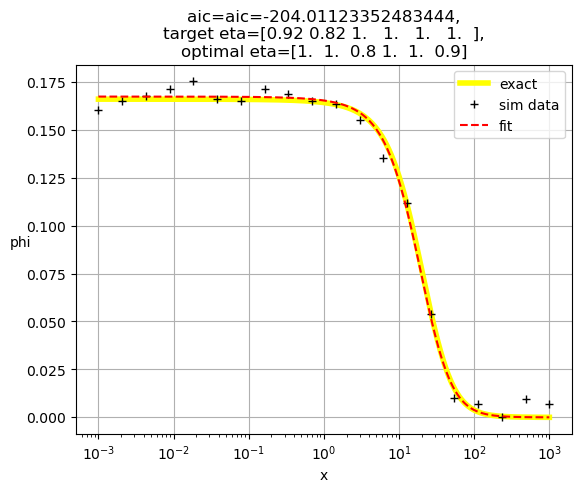 aic=aic=-204.01123352483444,
target eta=[0.92 0.82 1.   1.   1.   1.  ],
optimal eta=[1.  1.  0.8 1.  1.  0.9]
exact
sim data
fit
0.175
0.150
0.125
0.100
0.075
0.050
0.025
0.000
phi
10⁻³ 10⁻² 10⁻¹ 10⁰ 10¹ 10² 10³
x